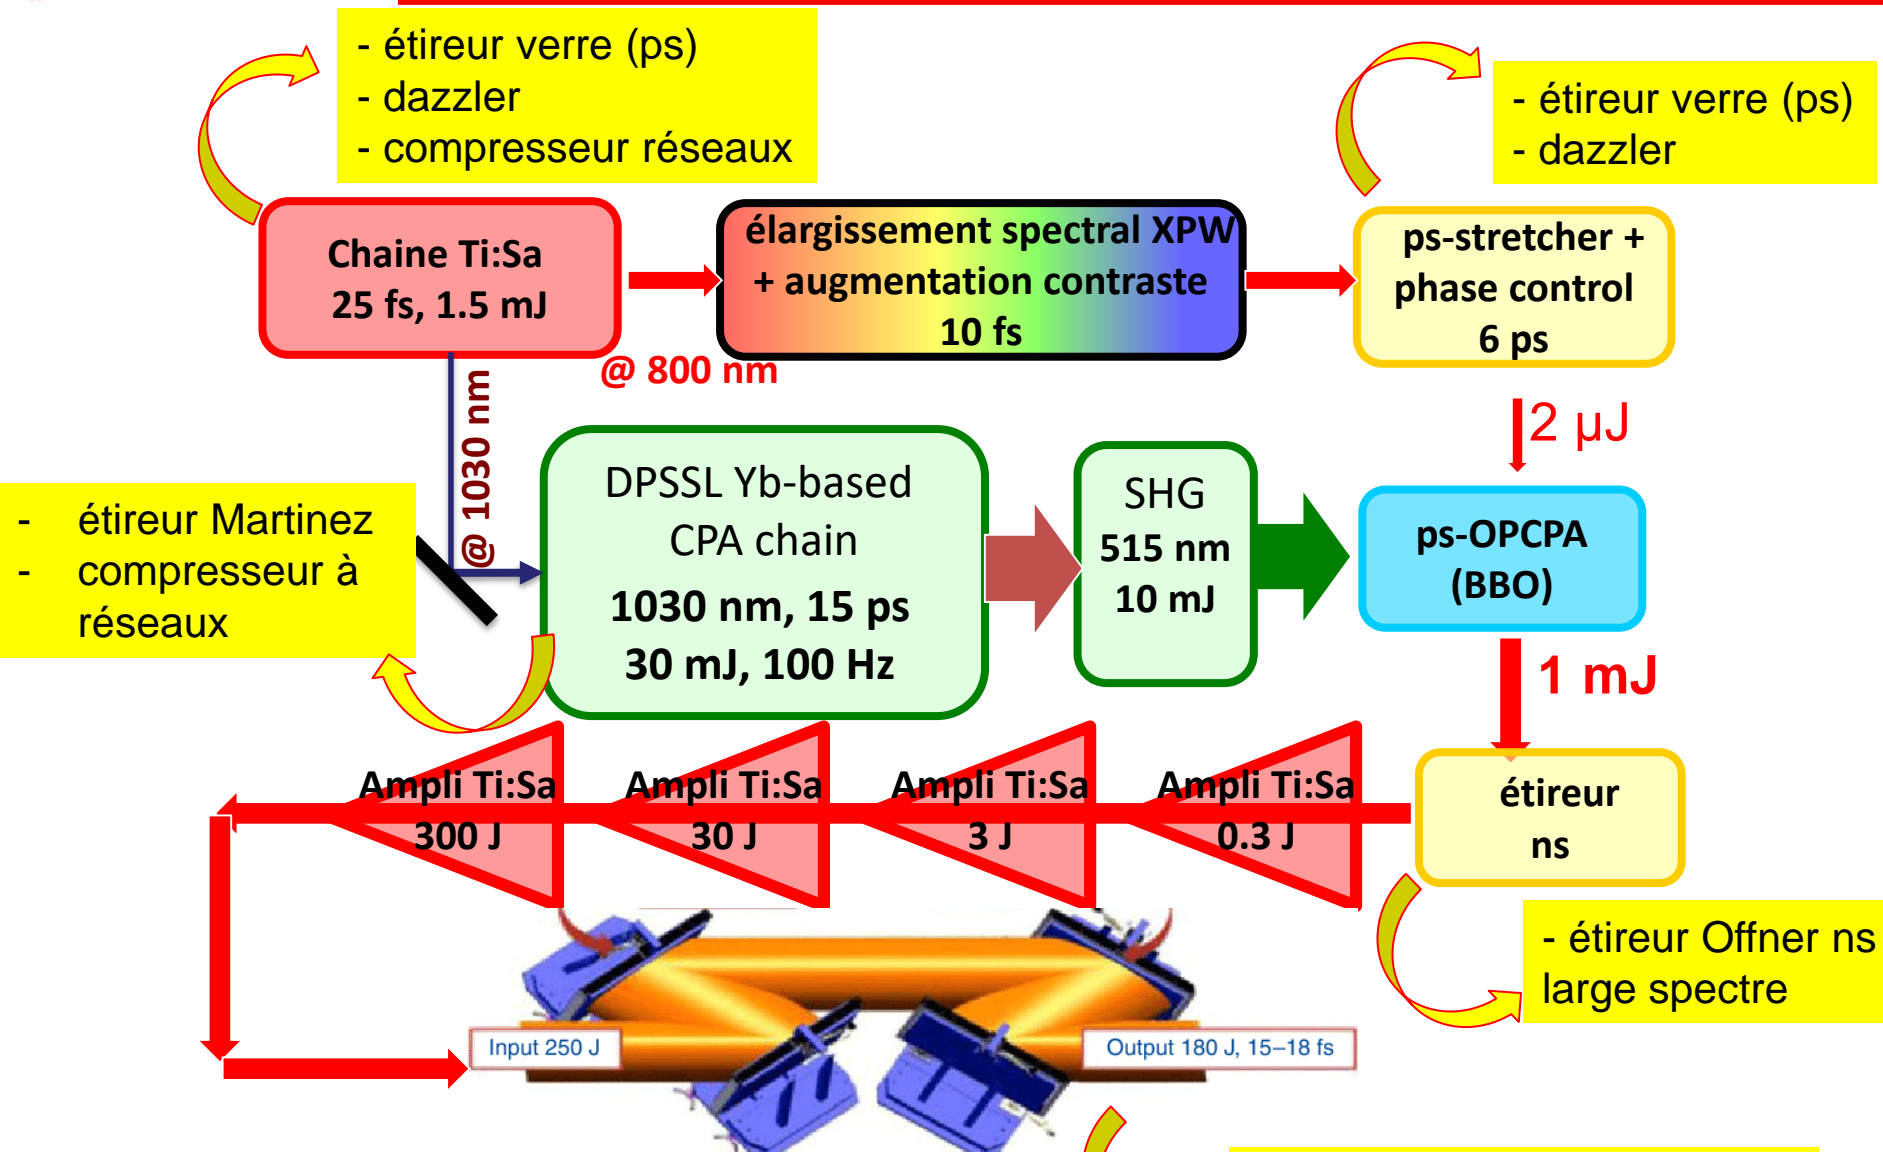 - étireur verre (ps)
- dazzler
- compresseur réseaux
- étireur verre (ps)
- dazzler
Chaine Ti:Sa
25 fs, 1.5 mJ
élargissement spectral XPW
+ augmentation contraste
10 fs
ps-stretcher +
phase control
6 ps
@ 800 nm
@ 1030 nm
2 µJ
- étireur Martinez
- compresseur à
réseaux
DPSSL Yb-based
CPA chain
1030 nm, 15 ps
30 mJ, 100 Hz
SHG
515 nm
10 mJ
ps-OPCPA
(BBO)
1 mJ
Ampli Ti:Sa
300 J
Ampli Ti:Sa
30 J
Ampli Ti:Sa
3 J
Ampli Ti:Sa
0.3 J
étireur
ns
- étireur Offner ns
large spectre
Input 250 J
Output 180 J, 15–18 fs